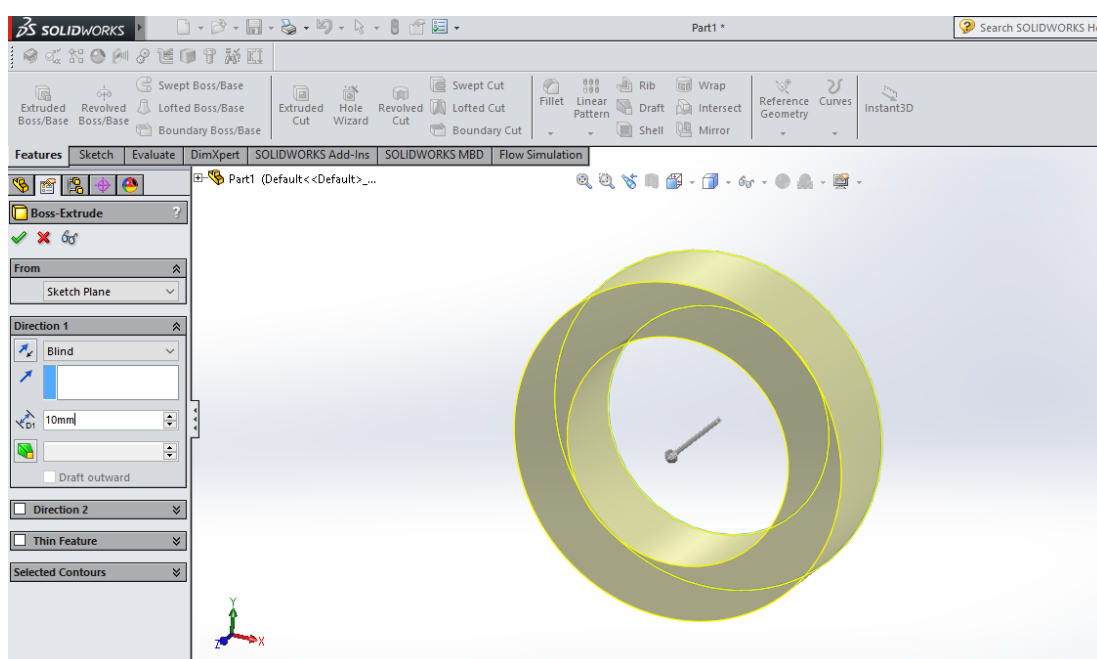 SOLIDWORKS
Part1 *
Search SOLIDWORKS H
Extruded Boss/Base
Revolved Boss/Base
Swept Boss/Base
Lofted Boss/Base
Boundary Boss/Base
Extruded Cut
Hole Wizard
Revolved Cut
Swept Cut
Lofted Cut
Boundary Cut
Fillet
Linear Pattern
Rib
Draft
Shell
Wrap
Intersect
Mirror
Reference Geometry
Curves
Instant3D
Features Sketch Evaluate DimXpert SOLIDWORKS Add-Ins SOLIDWORKS MBD Flow Simulation
Part1 (Default<<Default>_...
Boss-Extrude ?
From
Sketch Plane
Direction 1
Blind
D1
10mm
Draft outward
Direction 2
Thin Feature
Selected Contours
Y
Z
X